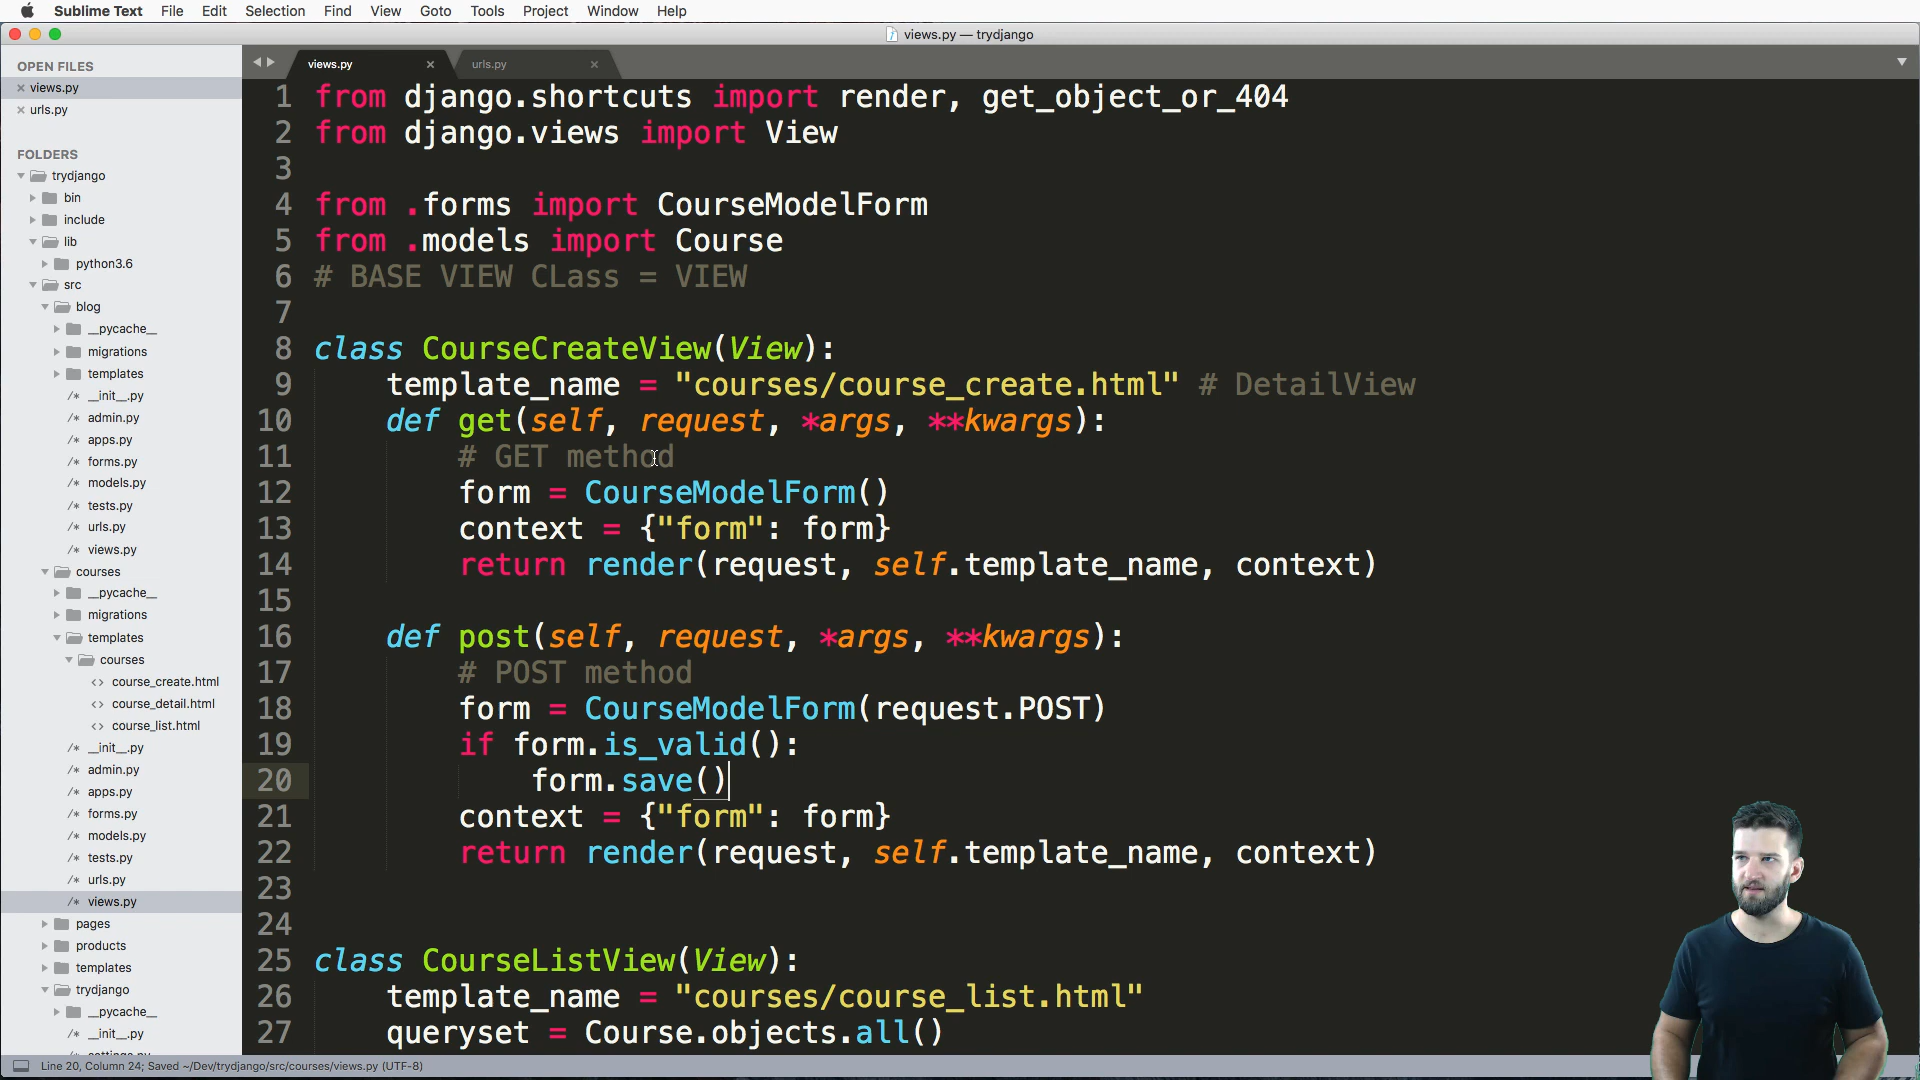 Sublime Text File Edit Selection Find View Goto Tools Project Window Help
views.py — trydjango
OPEN FILES
views.py
urls.py
FOLDERS
trydjango
bin
include
lib
python3.6
src
blog
__pycache__
migrations
templates
__init__.py
admin.py
apps.py
forms.py
models.py
tests.py
urls.py
views.py
courses
__pycache__
migrations
templates
courses
course_create.html
course_detail.html
course_list.html
__init__.py
admin.py
apps.py
forms.py
models.py
tests.py
urls.py
views.py
pages
products
templates
trydjango
__pycache__
__init__.py
settings.py
views.py urls.py
1 from django.shortcuts import render, get_object_or_404
2 from django.views import View
3
4 from .forms import CourseModelForm
5 from .models import Course
6 # BASE VIEW CLass = VIEW
7
8 class CourseCreateView(View):
9 template_name = "courses/course_create.html" # DetailView
10 def get(self, request, *args, **kwargs):
11 # GET method
12 form = CourseModelForm()
13 context = {"form": form}
14 return render(request, self.template_name, context)
15
16 def post(self, request, *args, **kwargs):
17 # POST method
18 form = CourseModelForm(request.POST)
19 if form.is_valid():
20 form.save()
21 context = {"form": form}
22 return render(request, self.template_name, context)
23
24
25 class CourseListView(View):
26 template_name = "courses/course_list.html"
27 queryset = Course.objects.all()
Line 20, Column 24; Saved ~/Dev/trydjango/src/courses/views.py (UTF-8)